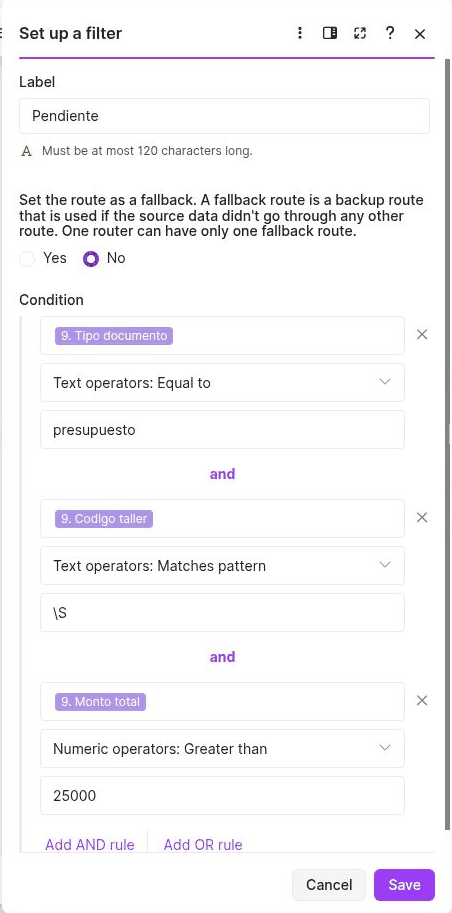 Set up a filter
Label
Pendiente
A Must be at most 120 characters long.
Set the route as a fallback. A fallback route is a backup route
that is used if the source data didn't go through any other
route. One router can have only one fallback route.
Yes No
Condition
9. Tipo documento
Text operators: Equal to
presupuesto
and
9. Codigo taller
Text operators: Matches pattern
\S
and
9. Monto total
Numeric operators: Greater than
25000
Add AND rule Add OR rule
Cancel Save